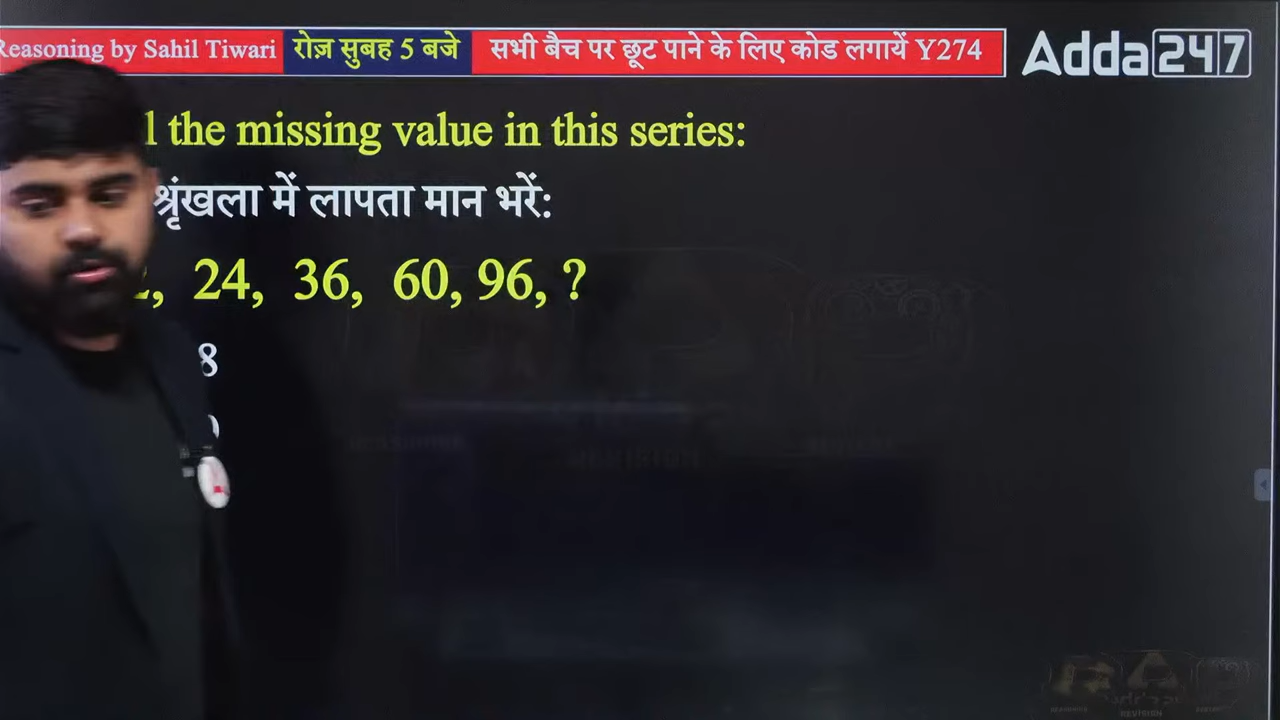 Reasoning by Sahil Tiwari रोज़ सुबह 5 बजे सभी बैच पर छूट पाने के लिए कोड लगायें Y274 Adda247
the missing value in this series:
श्रृंखला में लापता मान भरें:
24, 36, 60, 96, ?
8